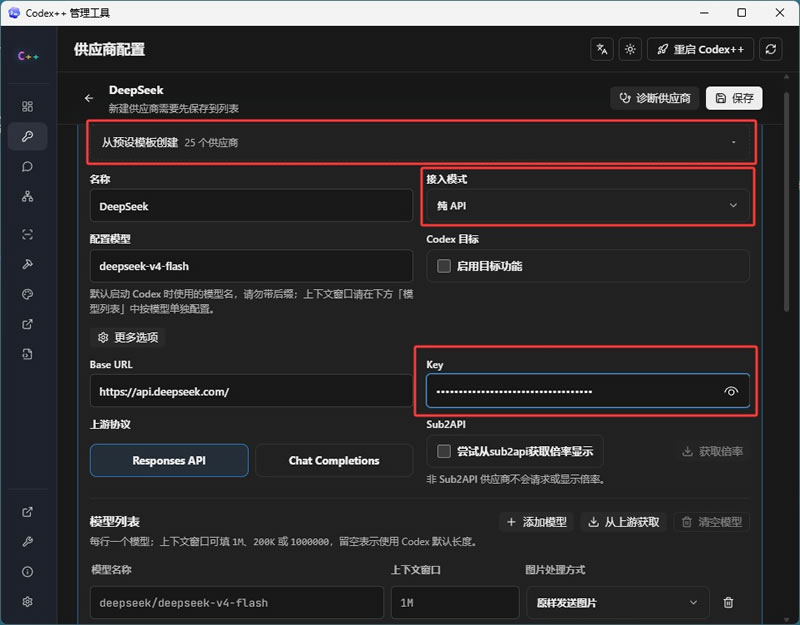 Codex++ 管理工具
C++
供应商配置
重启 Codex++
DeepSeek
新建供应商需要先保存到列表
诊断供应商
保存
从预设模板创建 25 个供应商
名称
接入模式
DeepSeek
纯 API
配置模型
Codex 目标
deepseek-v4-flash
启用目标功能
默认启动 Codex 时使用的模型名，请勿带后缀；上下文窗口请在下方「模
型列表」中按模型单独配置。
更多选项
Base URL
Key
https://api.deepseek.com/
••••••••••••••••••••••••••••••••••••
上游协议
Sub2API
Responses API
Chat Completions
尝试从sub2api获取倍率显示
获取倍率
非 Sub2API 供应商不会请求或显示倍率。
模型列表
添加模型
从上游获取
清空模型
每行一个模型；上下文窗口可填 1M、200K 或 1000000，留空表示使用 Codex 默认长度。
模型名称
上下文窗口
图片处理方式
deepseek/deepseek-v4-flash
1M
原样发送图片